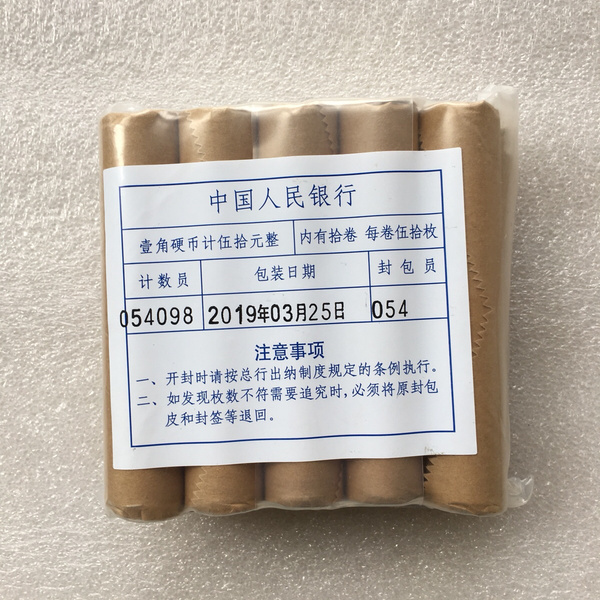 中国人民银行
壹角硬币计伍拾元整 内有拾卷 每卷伍拾枚
计数员 包装日期 封包员
054098 2019年03月25日 054
注意事项
一、开封时请按总行出纳制度规定的条例执行。
二、如发现枚数不符需要追究时,必须将原封包
皮和封签等退回。